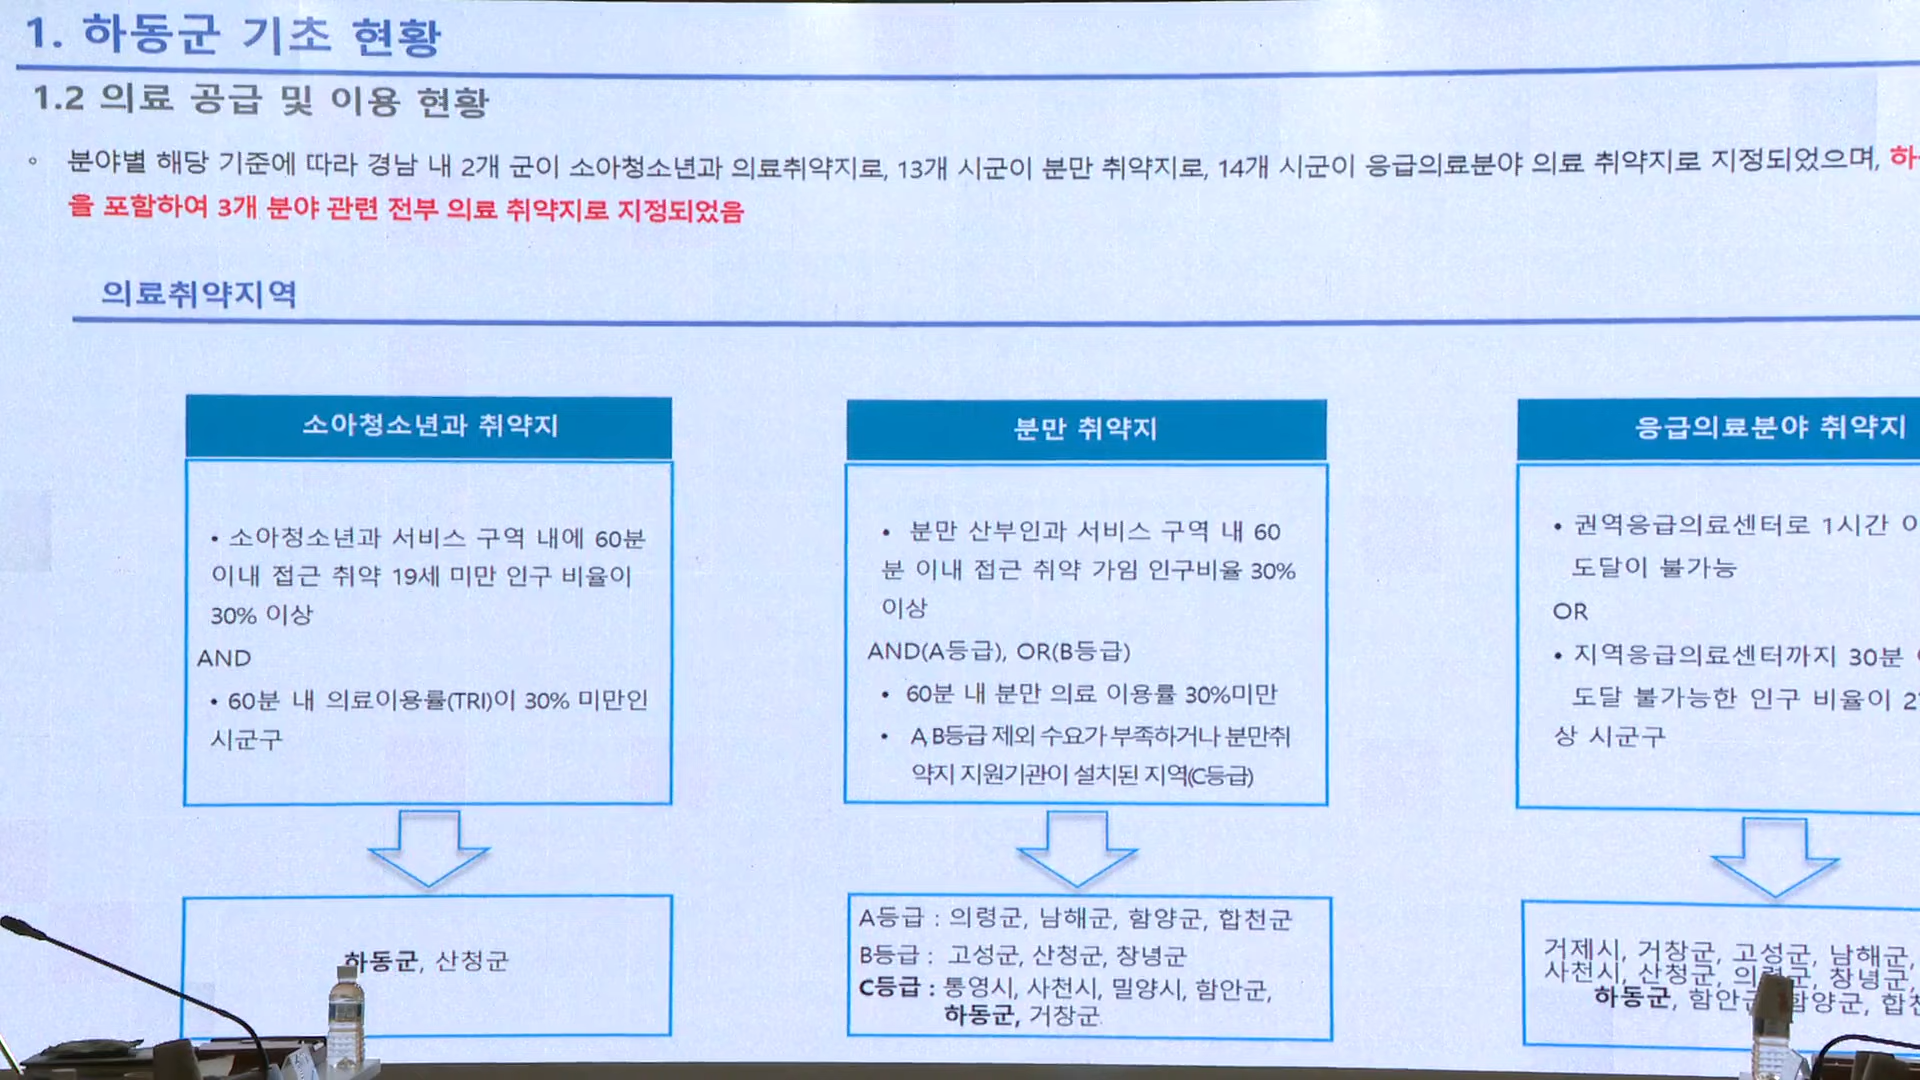 1. 하동군 기초 현황
1.2 의료 공급 및 이용 현황
◦ 분야별 해당 기준에 따라 경남 내 2개 군이 소아청소년과 의료취약지로, 13개 시군이 분만 취약지로, 14개 시군이 응급의료분야 의료 취약지로 지정되었으며,
을 포함하여 3개 분야 관련 전부 의료 취약지로 지정되었음
의료취약지역
소아청소년과 취약지
• 소아청소년과 서비스 구역 내에 60분
이내 접근 취약 19세 미만 인구 비율이
30% 이상
AND
• 60분 내 의료이용률(TRI)이 30% 미만인
시군구
하동군, 산청군
분만 취약지
• 분만 산부인과 서비스 구역 내 60
분 이내 접근 취약 가임 인구비율 30%
이상
AND(A등급), OR(B등급)
• 60분 내 분만 의료 이용률 30%미만
• A,B등급 제외 수요가 부족하거나 분만취
약지 지원기관이 설치된 지역(C등급)
A등급 : 의령군, 남해군, 함양군, 합천군
B등급 : 고성군, 산청군, 창녕군
C등급 : 통영시, 사천시, 밀양시, 함안군,
하동군, 거창군
응급의료분야 취약지
• 권역응급의료센터로 1시간
도달이 불가능
OR
• 지역응급의료센터까지 30분
도달 불가능한 인구 비율이
상 시군구
거제시, 거창군, 고성군, 남해군,
사천시, 산청군, 의령군, 창녕군,
하동군, 함안군, 함양군,